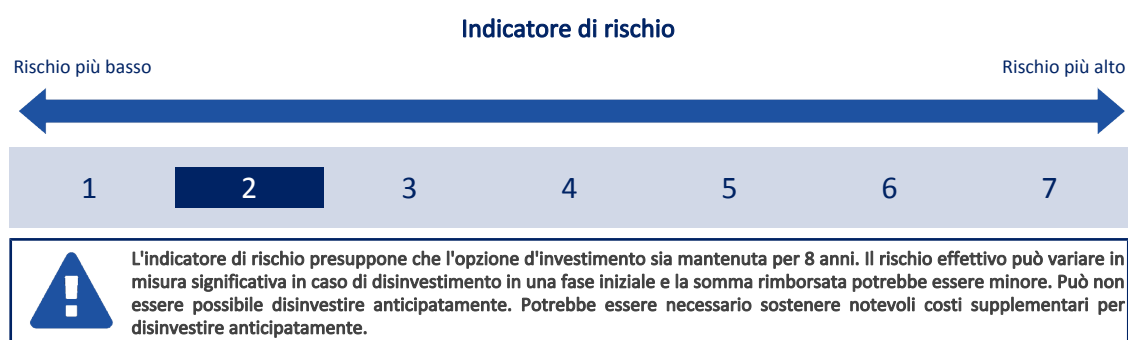 Indicatore di rischio
Rischio più basso
Rischio più alto
1 2 3 4 5 6 7
L'indicatore di rischio presuppone che l'opzione d'investimento sia mantenuta per 8 anni. Il rischio effettivo può variare in
misura significativa in caso di disinvestimento in una fase iniziale e la somma rimborsata potrebbe essere minore. Può non
essere possibile disinvestire anticipatamente. Potrebbe essere necessario sostenere notevoli costi supplementari per
disinvestire anticipatamente.